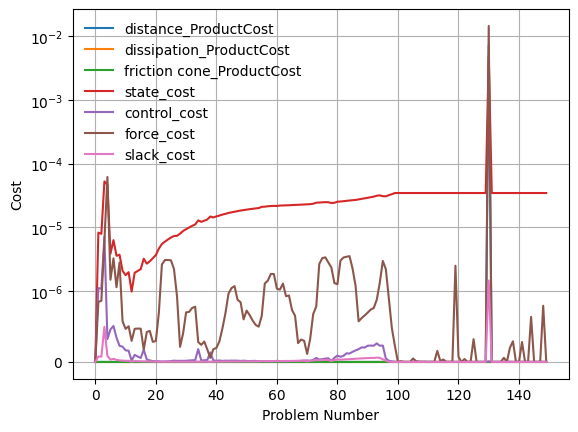 distance_ProductCost
dissipation_ProductCost
friction cone_ProductCost
state_cost
control_cost
force_cost
slack_cost
10⁻²
10⁻³
10⁻⁴
10⁻⁵
10⁻⁶
0
Cost
0 20 40 60 80 100 120 140
Problem Number